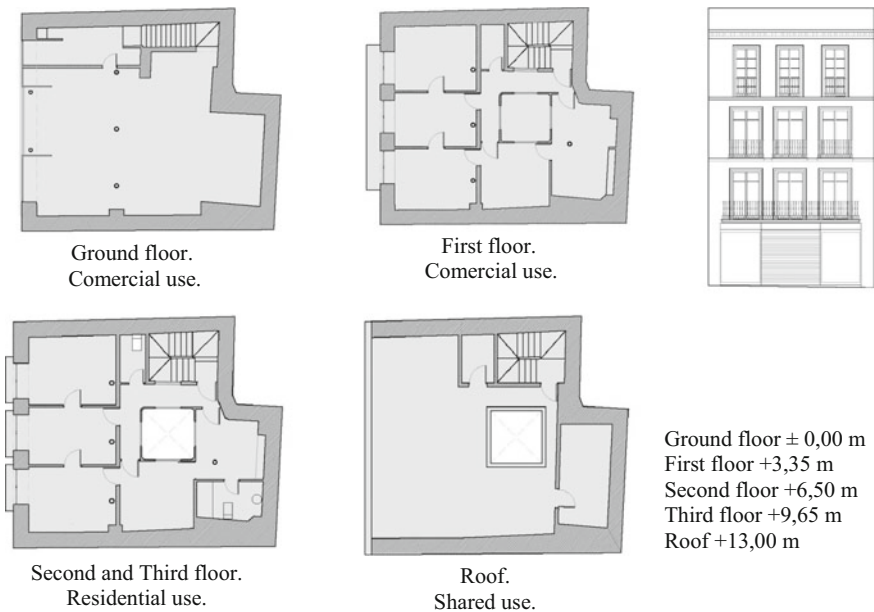 Ground floor.
Comercial use.
First floor.
Comercial use.
Second and Third floor.
Residential use.
Roof.
Shared use.
Ground floor ± 0,00 m
First floor +3,35 m
Second floor +6,50 m
Third floor +9,65 m
Roof +13,00 m